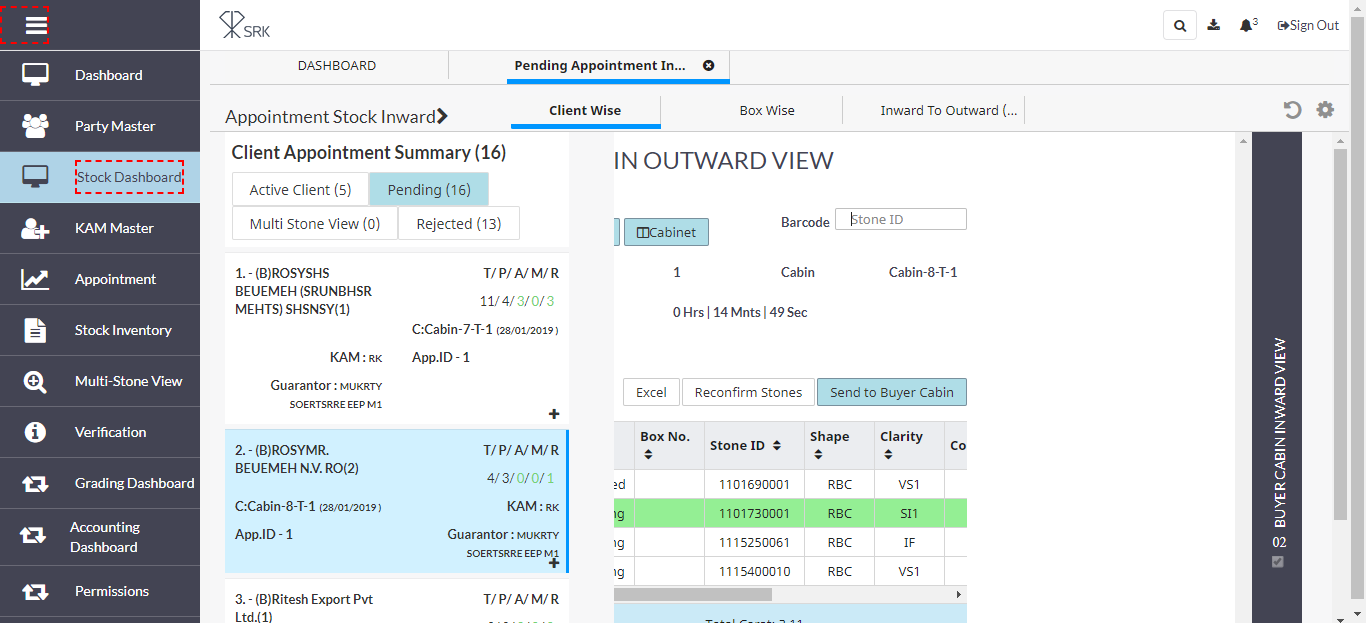 SRK
3
Sign Out
Dashboard
Party Master
Stock Dashboard
KAM Master
Appointment
Stock Inventory
Multi-Stone View
Verification
Grading Dashboard
Accounting
Dashboard
Permissions
DASHBOARD
Pending Appointment In...
Appointment Stock Inward
Client Wise
Box Wise
Inward To Outward (...
Client Appointment Summary (16)
Active Client (5)
Pending (16)
Multi Stone View (0)
Rejected (13)
1. - (B)ROSYSHS
BEUEMEH (SRUNBHSR
MEHTS) SHSNSY(1)
T/ P/ A/ M/ R
11/ 4/ 3/ 0/ 3
C:Cabin-7-T-1 (28/01/2019 )
KAM : RK
App.ID - 1
Guarantor : MUKRTY
SOERTSRRE EEP M1
2. - (B)ROSYMR.
BEUEMEH N.V. RO(2)
T/ P/ A/ M/ R
4/ 3/ 0/ 0/ 1
C:Cabin-8-T-1 (28/01/2019 )
KAM : RK
App.ID - 1
Guarantor : MUKRTY
SOERTSRRE EEP M1
3. - (B)Ritesh Export Pvt
Ltd.(1)
T/ P/ A/ M/ R
IN OUTWARD VIEW
Cabinet
Barcode
Stone ID
1
Cabin
Cabin-8-T-1
0 Hrs | 14 Mnts | 49 Sec
Excel
Reconfirm Stones
Send to Buyer Cabin
Box No.
Stone ID
Shape
Clarity
Co
ed
1101690001
RBC
VS1
ng
1101730001
RBC
SI1
ng
1115250061
RBC
IF
ng
1115400010
RBC
VS1
Total Carat: 3.11
BUYER CABIN INWARD VIEW
02